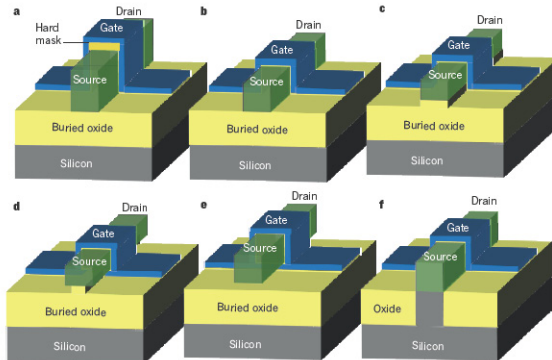 a
Hard
mask
Drain
Gate
Source
Buried oxide
Silicon
b
Drain
Gate
Source
Buried oxide
Silicon
c
Drain
Gate
Source
Buried oxide
Silicon
d
Drain
Gate
Source
Buried oxide
Silicon
e
Drain
Gate
Source
Buried oxide
Silicon
f
Drain
Gate
Source
Oxide
Silicon